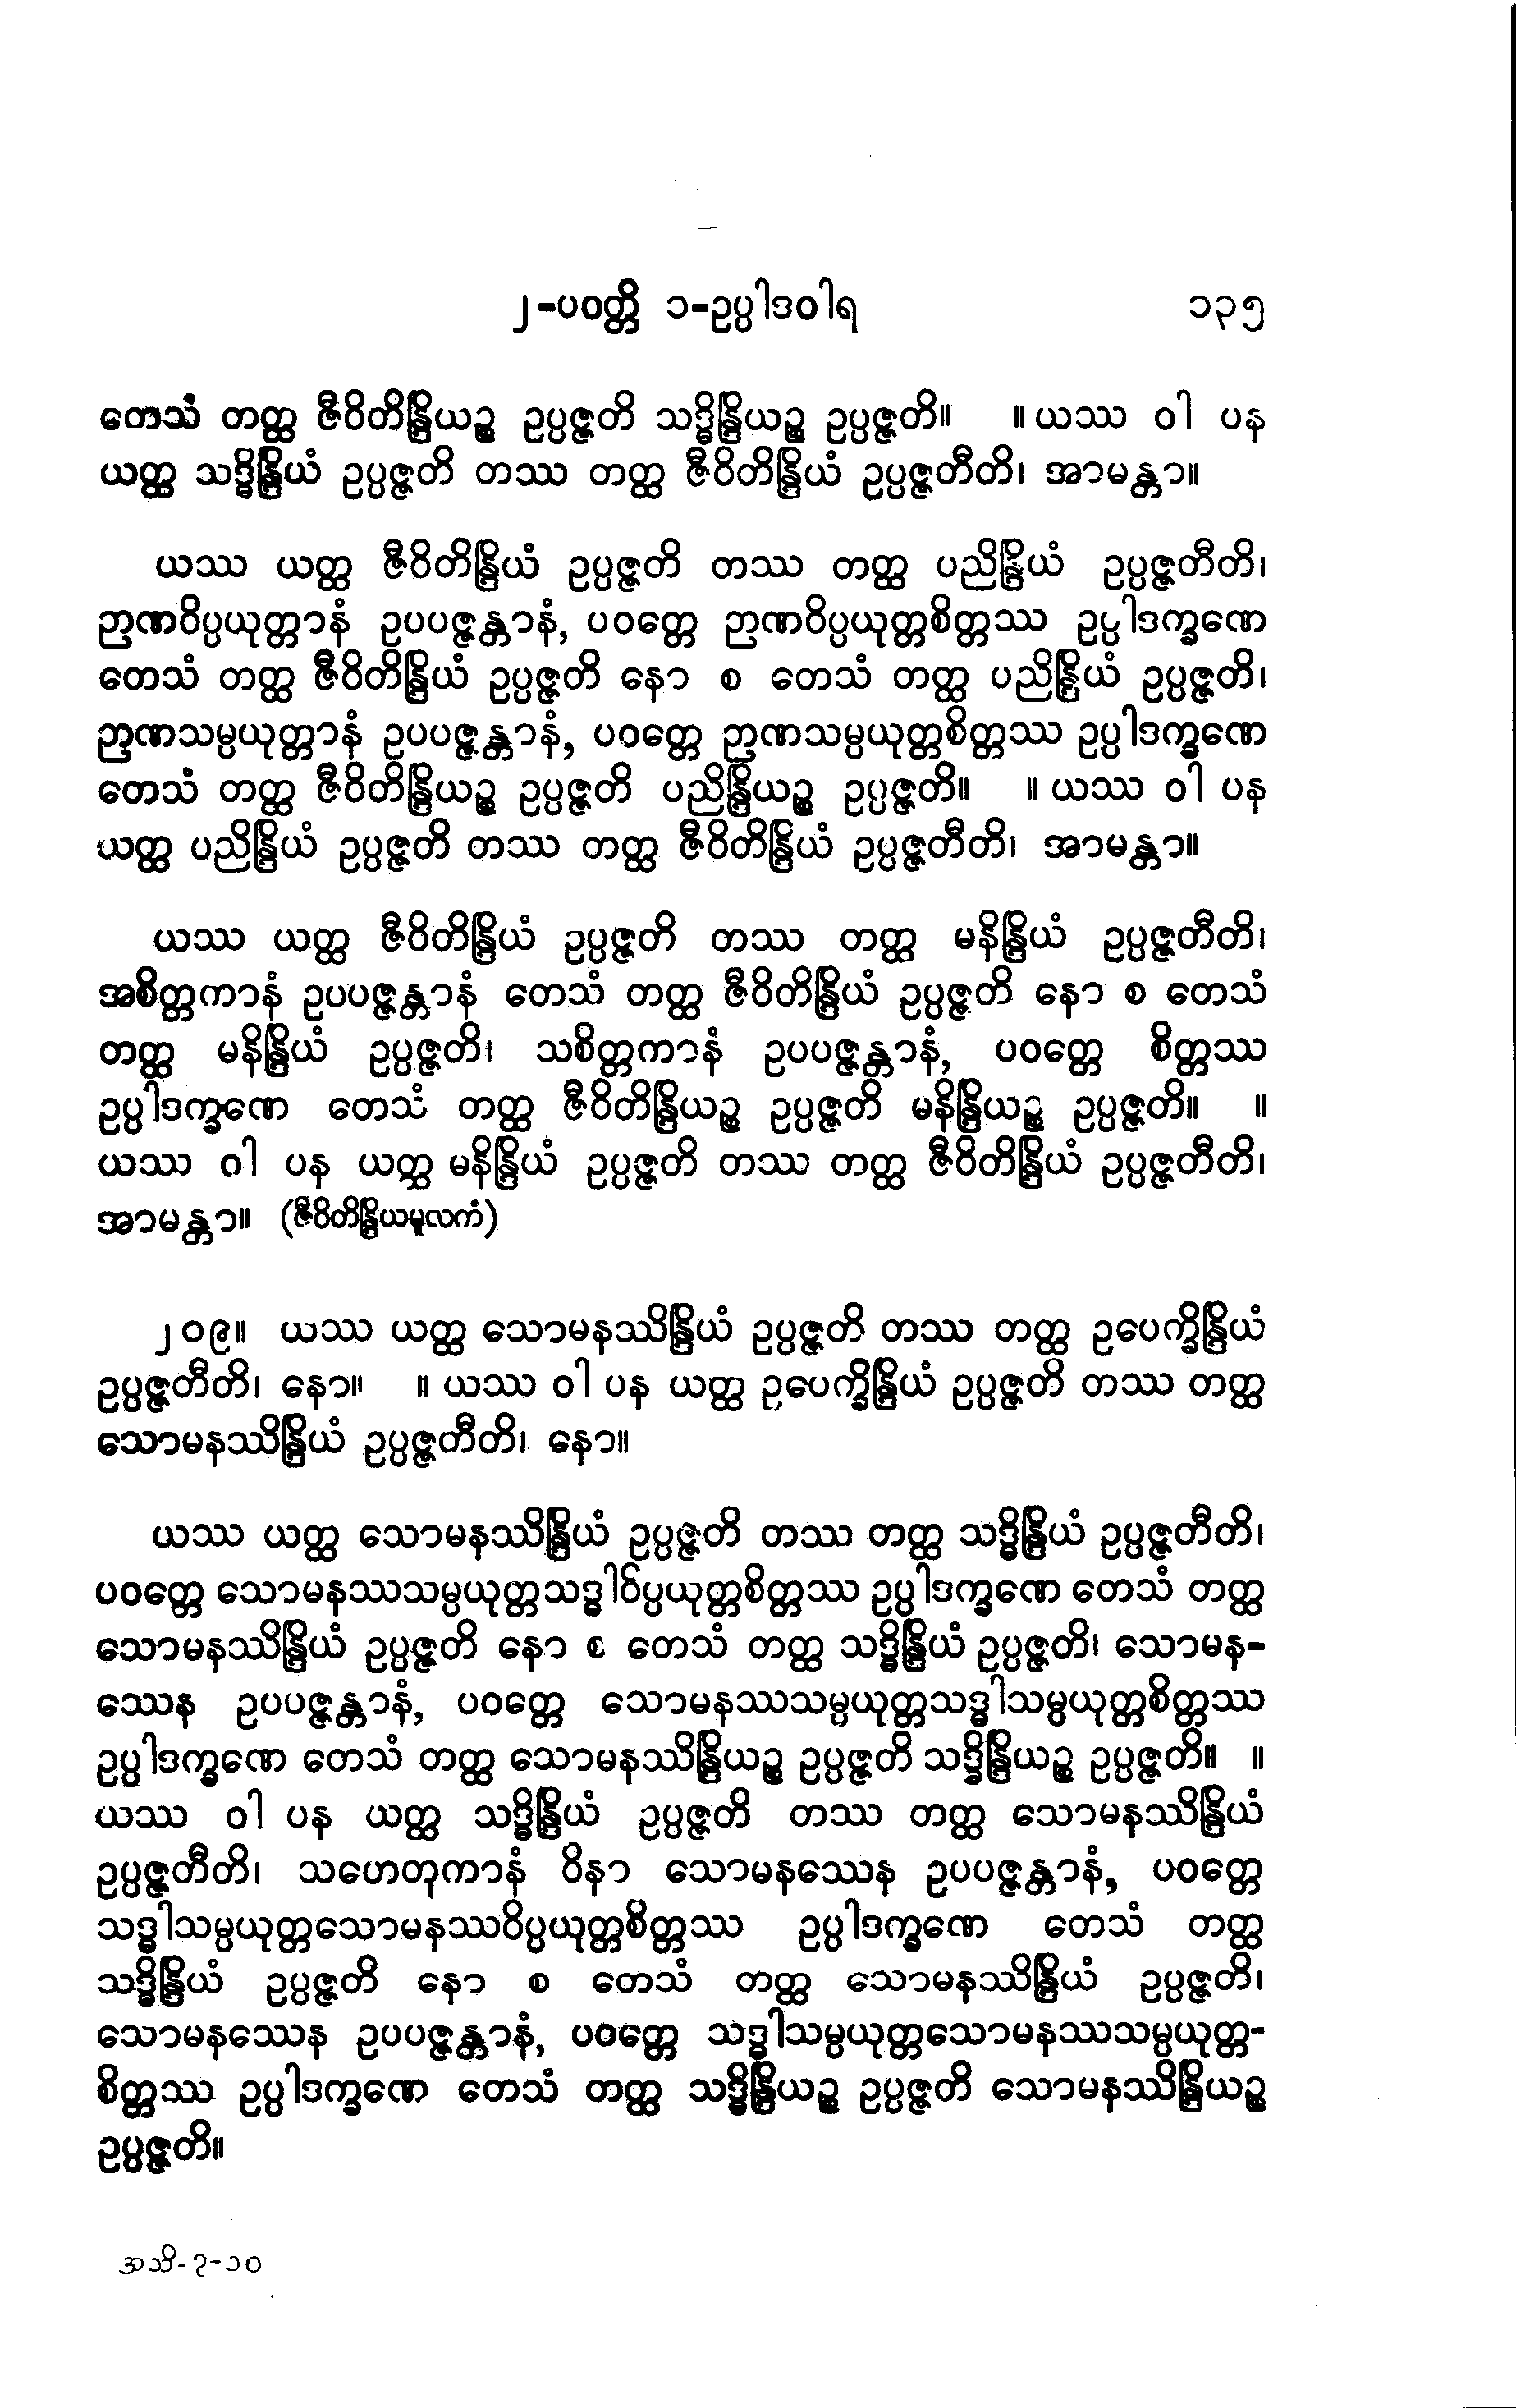 ၂-ပဝတ္တိ ၁-ဥပ္ပါဒဝါရ ၁၃၅
တေသံ တတ္ထ ဇီဝိတိန္ဒြိယဉ္စ ဥပ္ပဇ္ဇတိ သဒ္ဓိန္ဒြိယဉ္စ ဥပ္ပဇ္ဇတိ။ ။ ယဿ ဝါ ပန
ယတ္ထ သဒ္ဓိန္ဒြိယံ ဥပ္ပဇ္ဇတိ တဿ တတ္ထ ဇီဝိတိန္ဒြိယံ ဥပ္ပဇ္ဇတီတိ၊ အာမန္တာ။
ယဿ ယတ္ထ ဇီဝိတိန္ဒြိယံ ဥပ္ပဇ္ဇတိ တဿ တတ္ထ ပညိန္ဒြိယံ ဥပ္ပဇ္ဇတီတိ၊
ဉာဏဝိပ္ပယုတ္တာနံ ဥပပဇ္ဇန္တာနံ, ပဝတ္တေ ဉာဏဝိပ္ပယုတ္တစိတ္တဿ ဥပ္ပါဒက္ခဏေ
တေသံ တတ္ထ ဇီဝိတိန္ဒြိယံ ဥပ္ပဇ္ဇတိ နော စ တေသံ တတ္ထ ပညိန္ဒြိယံ ဥပ္ပဇ္ဇတိ၊
ဉာဏသမ္ပယုတ္တာနံ ဥပပဇ္ဇန္တာနံ, ပဝတ္တေ ဉာဏသမ္ပယုတ္တစိတ္တဿ ဥပ္ပါဒက္ခဏေ
တေသံ တတ္ထ ဇီဝိတိန္ဒြိယဉ္စ ဥပ္ပဇ္ဇတိ ပညိန္ဒြိယဉ္စ ဥပ္ပဇ္ဇတိ။ ။ ယဿ ဝါ ပန
ယတ္ထ ပညိန္ဒြိယံ ဥပ္ပဇ္ဇတိ တဿ တတ္ထ ဇီဝိတိန္ဒြိယံ ဥပ္ပဇ္ဇတီတိ၊ အာမန္တာ။
ယဿ ယတ္ထ ဇီဝိတိန္ဒြိယံ ဥပ္ပဇ္ဇတိ တဿ တတ္ထ မနိန္ဒြိယံ ဥပ္ပဇ္ဇတီတိ၊
အစိတ္တကာနံ ဥပပဇ္ဇန္တာနံ တေသံ တတ္ထ ဇီဝိတိန္ဒြိယံ ဥပ္ပဇ္ဇတိ နော စ တေသံ
တတ္ထ မနိန္ဒြိယံ ဥပ္ပဇ္ဇတိ၊ သစိတ္တကာနံ ဥပပဇ္ဇန္တာနံ, ပဝတ္တေ စိတ္တဿ
ဥပ္ပါဒက္ခဏေ တေသံ တတ္ထ ဇီဝိတိန္ဒြိယဉ္စ ဥပ္ပဇ္ဇတိ မနိန္ဒြိယဉ္စ ဥပ္ပဇ္ဇတိ။ ။
ယဿ ဝါ ပန ယတ္ထ မနိန္ဒြိယံ ဥပ္ပဇ္ဇတိ တဿ တတ္ထ ဇီဝိတိန္ဒြိယံ ဥပ္ပဇ္ဇတီတိ၊
အာမန္တာ။ (ဇီဝိတိန္ဒြိယမူလကံ)
၂၀၉။ ယဿ ယတ္ထ သောမနဿိန္ဒြိယံ ဥပ္ပဇ္ဇတိ တဿ တတ္ထ ဥပေက္ခိန္ဒြိယံ
ဥပ္ပဇ္ဇတီတိ၊ နော။ ။ ယဿ ဝါ ပန ယတ္ထ ဥပေက္ခိန္ဒြိယံ ဥပ္ပဇ္ဇတိ တဿ တတ္ထ
သောမနဿိန္ဒြိယံ ဥပ္ပဇ္ဇတီတိ၊ နော။
ယဿ ယတ္ထ သောမနဿိန္ဒြိယံ ဥပ္ပဇ္ဇတိ တဿ တတ္ထ သဒ္ဓိန္ဒြိယံ ဥပ္ပဇ္ဇတီတိ၊
ပဝတ္တေ သောမနဿသမ္ပယုတ္တသဒ္ဓါဝိပ္ပယုတ္တစိတ္တဿ ဥပ္ပါဒက္ခဏေ တေသံ တတ္ထ
သောမနဿိန္ဒြိယံ ဥပ္ပဇ္ဇတိ နော စ တေသံ တတ္ထ သဒ္ဓိန္ဒြိယံ ဥပ္ပဇ္ဇတိ၊ သောမန-
ဿေန ဥပပဇ္ဇန္တာနံ, ပဝတ္တေ သောမနဿသမ္ပယုတ္တသဒ္ဓါသမ္ပယုတ္တစိတ္တဿ
ဥပ္ပါဒက္ခဏေ တေသံ တတ္ထ သောမနဿိန္ဒြိယဉ္စ ဥပ္ပဇ္ဇတိ သဒ္ဓိန္ဒြိယဉ္စ ဥပ္ပဇ္ဇတိ။ ။
ယဿ ဝါ ပန ယတ္ထ သဒ္ဓိန္ဒြိယံ ဥပ္ပဇ္ဇတိ တဿ တတ္ထ သောမနဿိန္ဒြိယံ
ဥပ္ပဇ္ဇတီတိ၊ သဟေတုကာနံ ဝိနာ သောမနဿေန ဥပပဇ္ဇန္တာနံ, ပဝတ္တေ
သဒ္ဓါသမ္ပယုတ္တသောမနဿဝိပ္ပယုတ္တစိတ္တဿ ဥပ္ပါဒက္ခဏေ တေသံ တတ္ထ
သဒ္ဓိန္ဒြိယံ ဥပ္ပဇ္ဇတိ နော စ တေသံ တတ္ထ သောမနဿိန္ဒြိယံ ဥပ္ပဇ္ဇတိ၊
သောမနဿေန ဥပပဇ္ဇန္တာနံ, ပဝတ္တေ သဒ္ဓါသမ္ပယုတ္တသောမနဿသမ္ပယုတ္တ-
စိတ္တဿ ဥပ္ပါဒက္ခဏေ တေသံ တတ္ထ သဒ္ဓိန္ဒြိယဉ္စ ဥပ္ပဇ္ဇတိ သောမနဿိန္ဒြိယဉ္စ
ဥပ္ပဇ္ဇတိ။
အဘိ-၇-၁၀